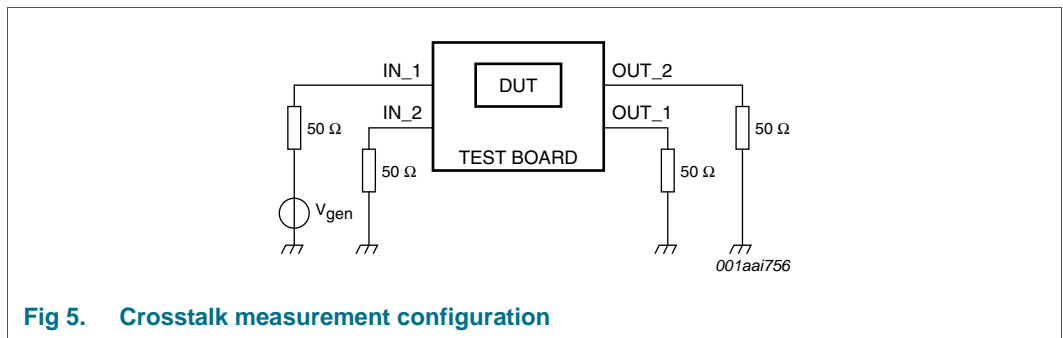 IN_1
OUT_2
DUT
IN_2
OUT_1
50 Ω
50 Ω
TEST BOARD
50 Ω
50 Ω
Vgen
001aai756
Fig 5. Crosstalk measurement configuration